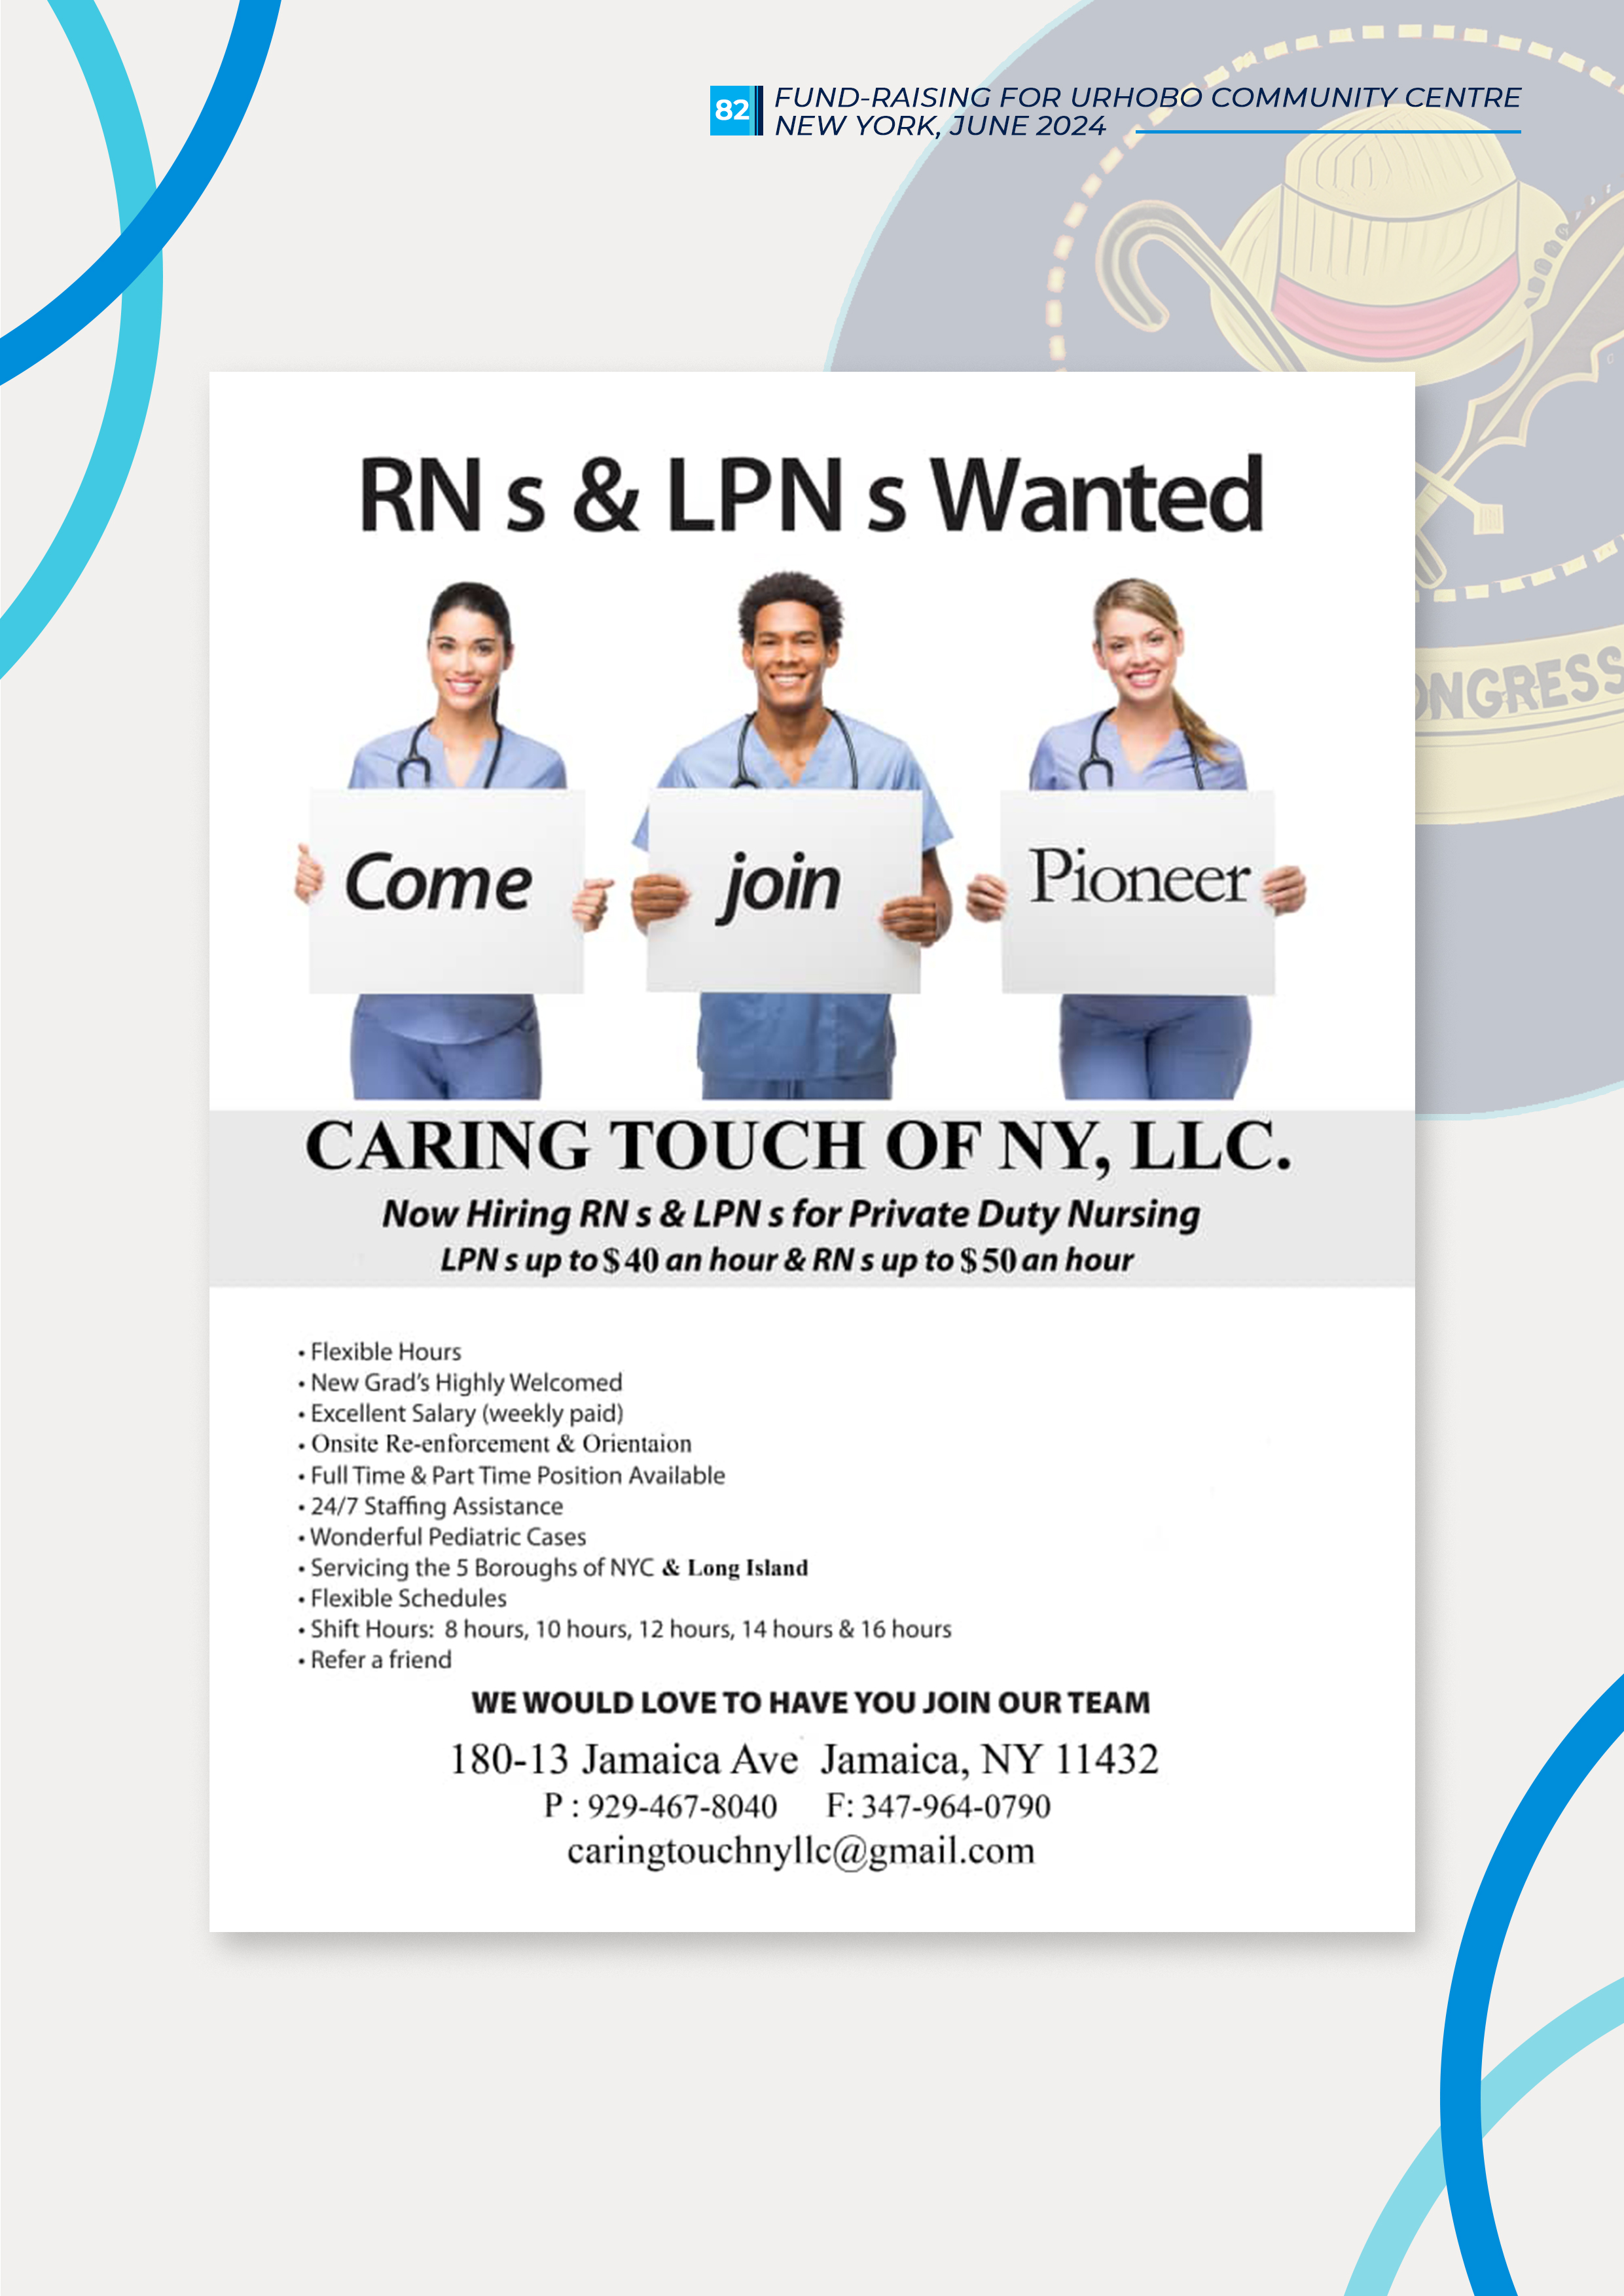 82
FUND-RAISING FOR URHOBO COMMUNITY CENTRE
NEW YORK, JUNE 2024
RN s & LPN s Wanted
Come join Pioneer
ONGRESS
CARING TOUCH OF NY, LLC.
Now Hiring RN s & LPN s for Private Duty Nursing
LPN s up to $ 40 an hour & RN s up to $ 50 an hour
• Flexible Hours
• New Grad's Highly Welcomed
• Excellent Salary (weekly paid)
• Onsite Re-enforcement & Orientaion
• Full Time & Part Time Position Available
• 24/7 Staffing Assistance
• Wonderful Pediatric Cases
• Servicing the 5 Boroughs of NYC & Long Island
• Flexible Schedules
• Shift Hours: 8 hours, 10 hours, 12 hours, 14 hours & 16 hours
• Refer a friend
WE WOULD LOVE TO HAVE YOU JOIN OUR TEAM
180-13 Jamaica Ave Jamaica, NY 11432
P : 929-467-8040 F: 347-964-0790
caringtouchnyllc@gmail.com